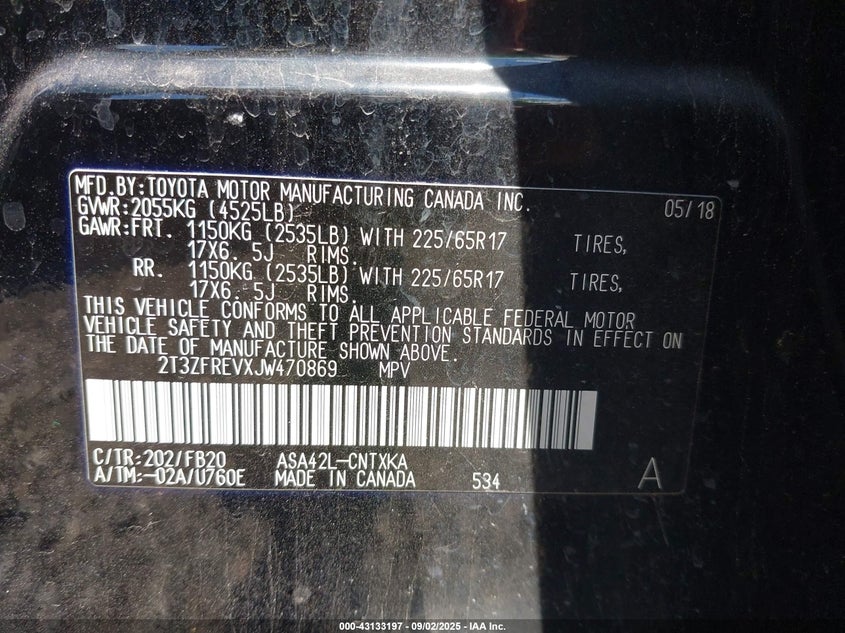 MFD.BY:TOYOTA MOTOR MANUFACTURING CANADA INC. 05/18
GVWR:2055KG (4525LB)
GAWR:FRT. 1150KG (2535LB) WITH 225/65R17 TIRES,
17X6. 5J RIMS.
RR. 1150KG (2535LB) WITH 225/65R17 TIRES,
17X6. 5J RIMS.
THIS VEHICLE CONFORMS TO ALL APPLICABLE FEDERAL MOTOR
VEHICLE SAFETY AND THEFT PREVENTION STANDARDS IN EFFECT ON
THE DATE OF MANUFACTURE SHOWN ABOVE.
2T3ZFREVXJW470869 MPV
C/TR:202/FB20 ASA42L-CNTXKA
A/TM:-02A/U760E MADE IN CANADA 534 A
000-43133197 - 09/02/2025 - IAA Inc.